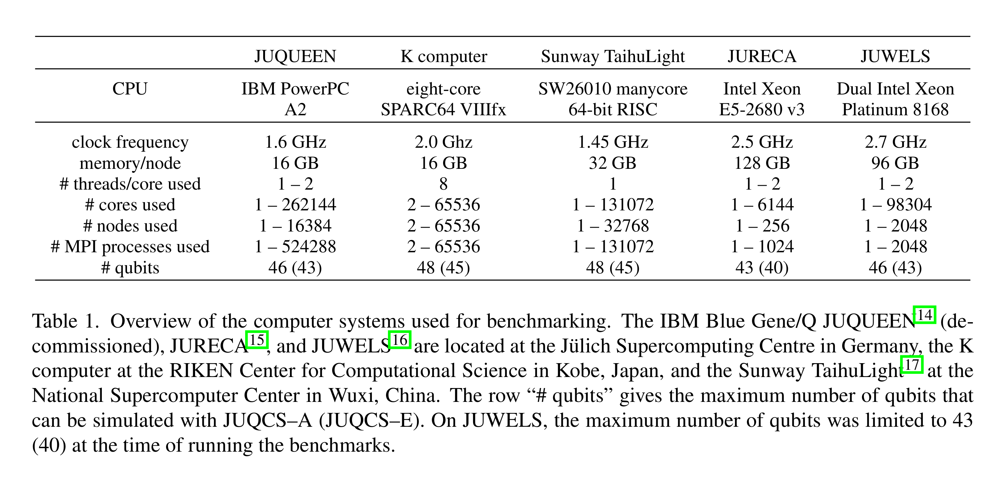 JUQUEEN K computer Sunway TaihuLight JURECA JUWELS
CPU IBM PowerPC eight-core SW26010 manycore Intel Xeon Dual Intel Xeon
A2 SPARC64 VIIIfx 64-bit RISC E5-2680 v3 Platinum 8168
clock frequency 1.6 GHz 2.0 Ghz 1.45 GHz 2.5 GHz 2.7 GHz
memory/node 16 GB 16 GB 32 GB 128 GB 96 GB
# threads/core used 1 – 2 8 1 1 – 2 1 – 2
# cores used 1 – 262144 2 – 65536 1 – 131072 1 – 6144 1 – 98304
# nodes used 1 – 16384 2 – 65536 1 – 32768 1 – 256 1 – 2048
# MPI processes used 1 – 524288 2 – 65536 1 – 131072 1 – 1024 1 – 2048
# qubits 46 (43) 48 (45) 48 (45) 43 (40) 46 (43)
Table 1. Overview of the computer systems used for benchmarking. The IBM Blue Gene/Q JUQUEEN14 (de-
commissioned), JURECA15, and JUWELS16 are located at the Jülich Supercomputing Centre in Germany, the K
computer at the RIKEN Center for Computational Science in Kobe, Japan, and the Sunway TaihuLight17 at the
National Supercomputer Center in Wuxi, China. The row “# qubits” gives the maximum number of qubits that
can be simulated with JUQCS–A (JUQCS–E). On JUWELS, the maximum number of qubits was limited to 43
(40) at the time of running the benchmarks.